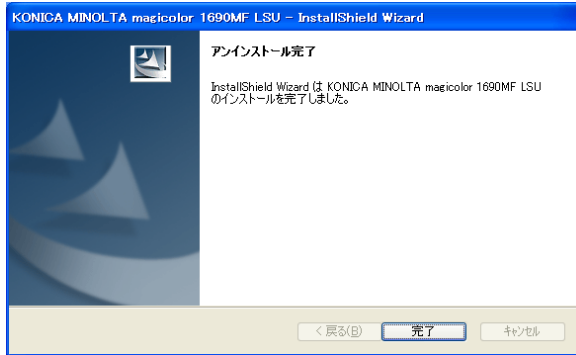 KONICA MINOLTA magicolor 1690MF LSU - InstallShield Wizard
アンインストール完了
InstallShield Wizard は KONICA MINOLTA magicolor 1690MF LSU
のインストールを完了しました。
< 戻る(B)
完了
キャンセル